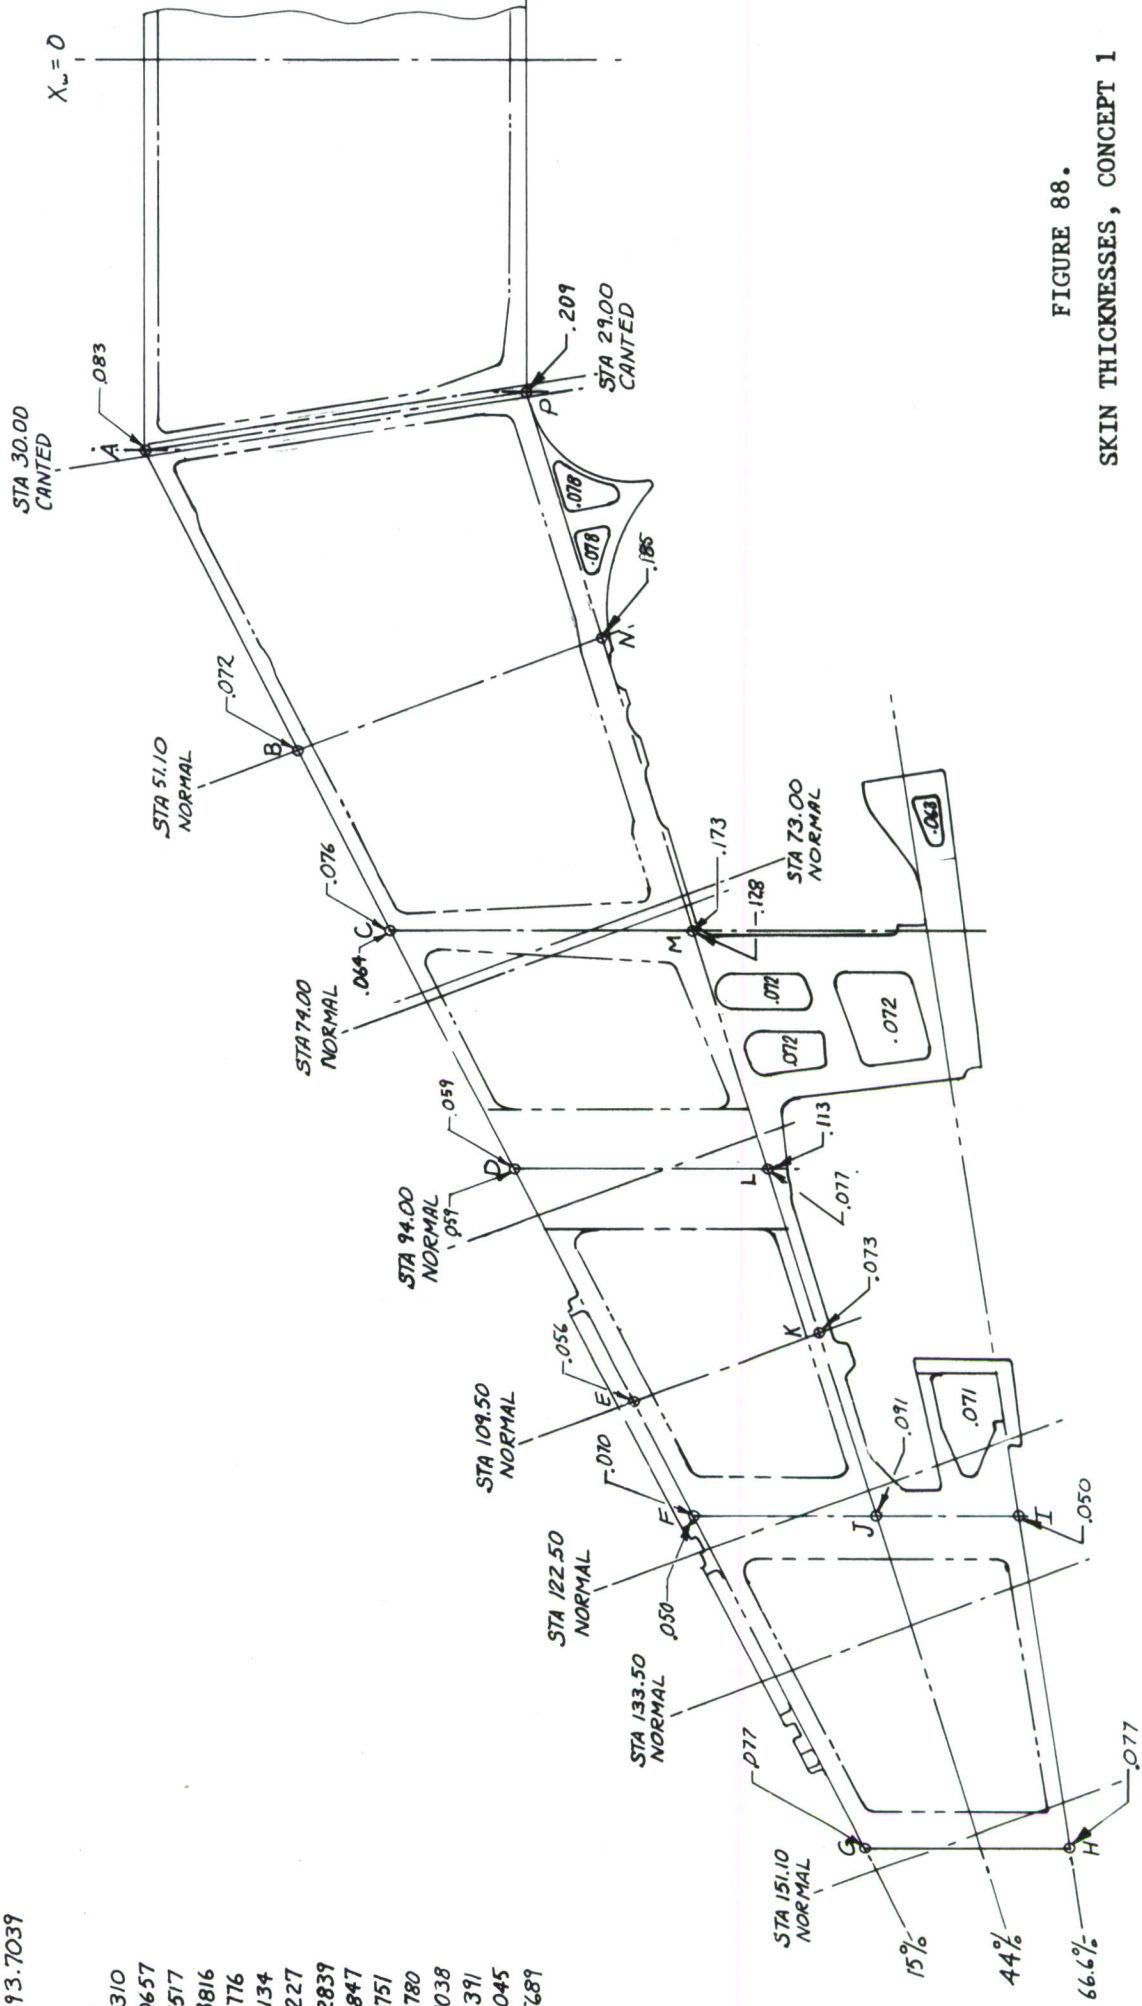 X_ω = 0
STA 30.00
CANTED
A
.083
.209
STA 29.00
CANTED
P
.078
.078
.185
N
.072
B
STA 51.10
NORMAL
.076
C
.064
STA 74.00
NORMAL
.173
M
.128
STA 73.00
NORMAL
.063
.072
.072
.072
.059
D
STA 94.00
NORMAL
.059
L
.113
.077
.056
E
STA 109.50
NORMAL
K
.073
.070
F
STA 122.50
NORMAL
.050
J
.091
.071
I
.050
STA 133.50
NORMAL
.077
G
STA 151.10
NORMAL
H
.077
15%
44%
66.6%
93.7039
310
0657
577
3816
776
134
227
2839
847
751
780
038
391
045
7689
FIGURE 88.
SKIN THICKNESSES, CONCEPT 1